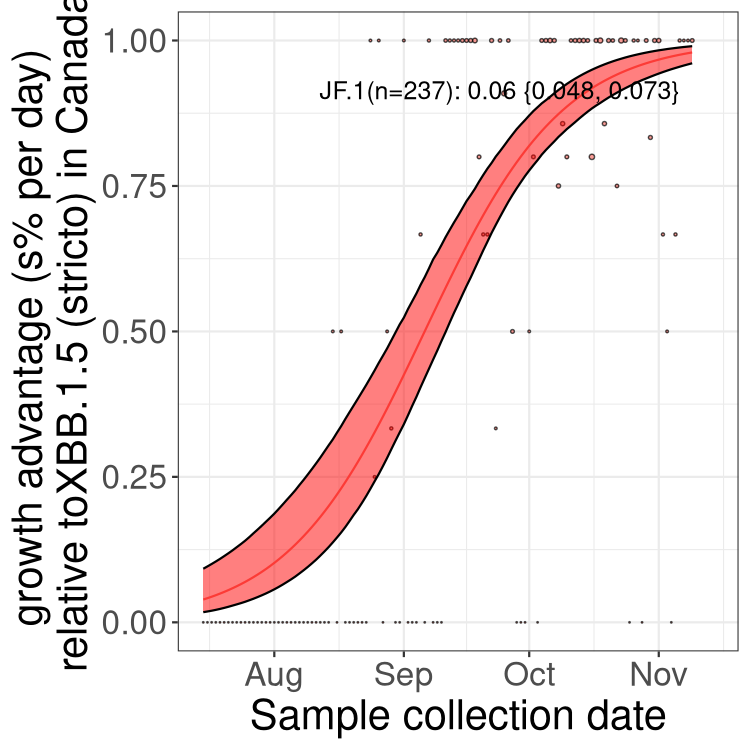 growth advantage (s% per day)
relative toXBB.1.5 (stricto) in Canada
1.00
0.75
0.50
0.25
0.00
JF.1(n=237): 0.06 {0.048, 0.073}
Aug Sep Oct Nov
Sample collection date